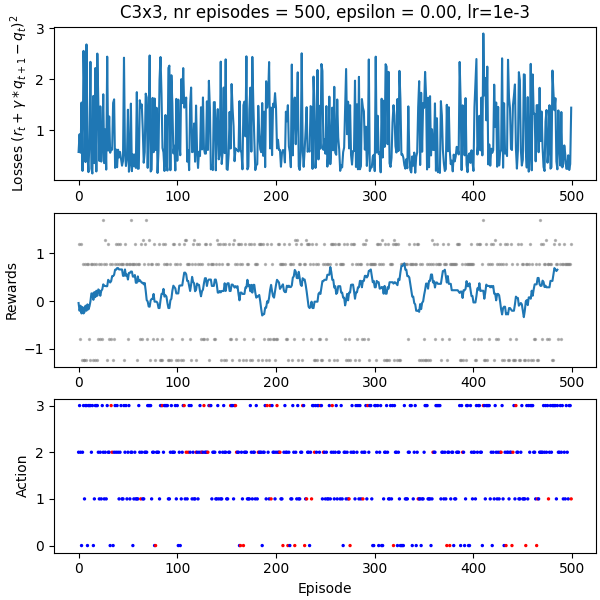 C3x3, nr episodes = 500, epsilon = 0.00, lr=1e-3
Losses $(r_t + \gamma * q_{t+1} - q_t)^2$
3
2
1
0 100 200 300 400 500
Rewards
1
0
−1
0 100 200 300 400 500
Action
3
2
1
0
0 100 200 300 400 500
Episode